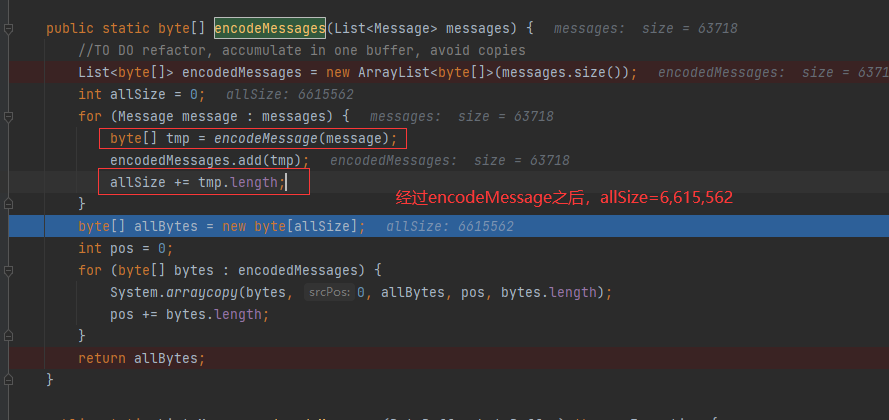 public static byte[] encodeMessages(List<Message> messages) { messages: size = 63718
//TO DO refactor, accumulate in one buffer, avoid copies
List<byte[]> encodedMessages = new ArrayList<byte[]>(messages.size()); encodedMessages: size = 6371
int allSize = 0; allSize: 6615562
for (Message message : messages) { messages: size = 63718
byte[] tmp = encodeMessage(message);
encodedMessages.add(tmp); encodedMessages: size = 63718
allSize += tmp.length;
经过encodeMessage之后，allSize=6,615,562
}
byte[] allBytes = new byte[allSize]; allSize: 6615562
int pos = 0;
for (byte[] bytes : encodedMessages) {
System.arraycopy(bytes, srcPos: 0, allBytes, pos, bytes.length);
pos += bytes.length;
}
return allBytes;
}